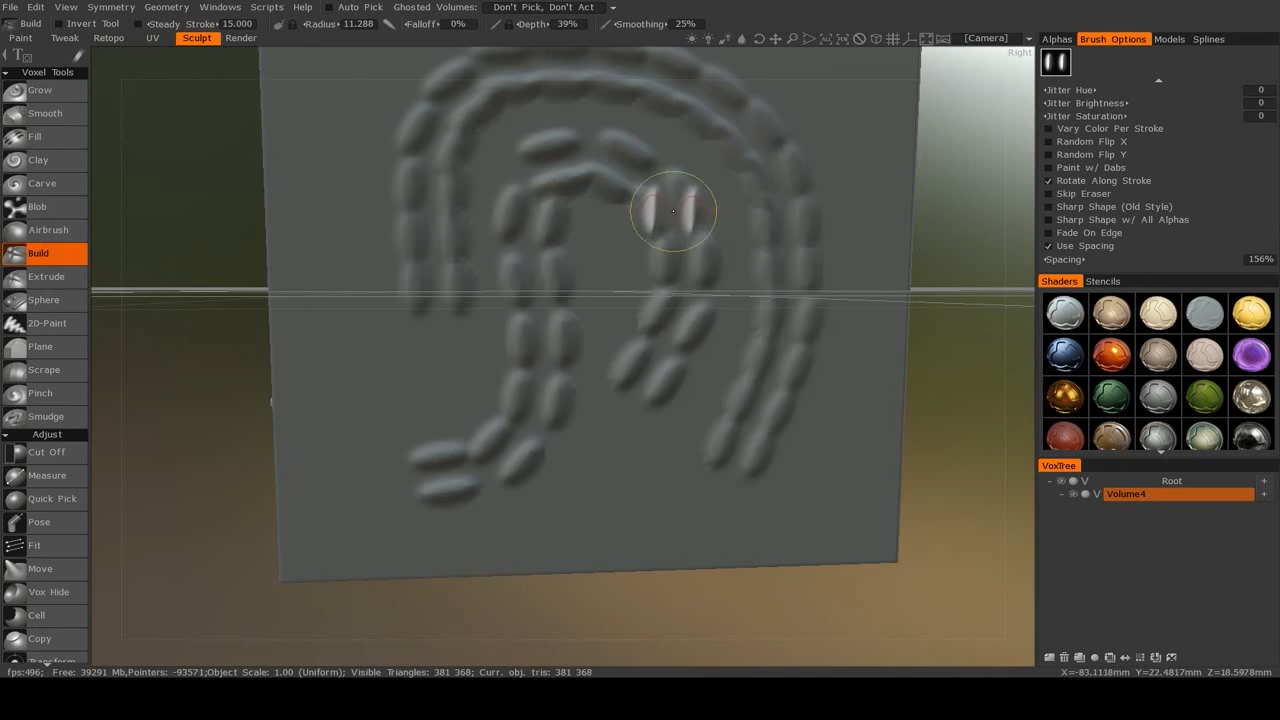 File Edit View Symmetry Geometry Windows Scripts Help Auto Pick Ghosted Volumes: Don't Pick, Don't Act
Build Invert Tool Steady Stroke 15.000 Radius 11.288 Falloff 0% Depth 39% Smoothing 25%
Paint Tweak Retopo UV Sculpt Render [Camera]
Right
Voxel Tools
Grow
Smooth
Fill
Clay
Carve
Blob
Airbrush
Build
Extrude
Sphere
2D-Paint
Plane
Scrape
Pinch
Smudge
Adjust
Cut Off
Measure
Quick Pick
Pose
Fit
Move
Vox Hide
Cell
Copy
Transform
Alphas Brush Options Models Splines
Jitter Hue 0
Jitter Brightness 0
Jitter Saturation 0
Vary Color Per Stroke
Random Flip X
Random Flip Y
Paint w/ Dabs
Rotate Along Stroke
Skip Eraser
Sharp Shape (Old Style)
Sharp Shape w/ All Alphas
Fade On Edge
Use Spacing
Spacing 156%
Shaders Stencils
VoxTree
V Root +
V Volume4 +
fps:496; Free: 39291 Mb,Pointers: -93571;Object Scale: 1.00 (Uniform); Visible Triangles: 381 368; Curr. obj. tris: 381 368
X=-83.1118mm Y=22.4817mm Z=18.5978mm